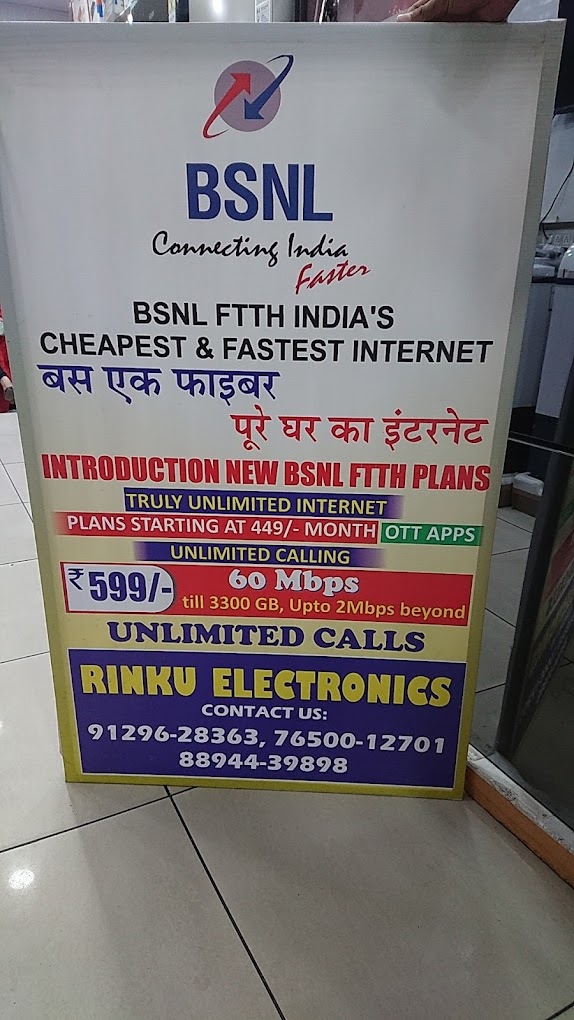 BSNL
Connecting India
Faster
BSNL FTTH INDIA'S
CHEAPEST & FASTEST INTERNET
बस एक फाइबर
पूरे घर का इंटरनेट
INTRODUCTION NEW BSNL FTTH PLANS
TRULY UNLIMITED INTERNET
PLANS STARTING AT 449/- MONTH OTT APPS
UNLIMITED CALLING
₹599/- 60 Mbps
till 3300 GB, Upto 2Mbps beyond
UNLIMITED CALLS
RINKU ELECTRONICS
CONTACT US:
91296-28363, 76500-12701
88944-39898